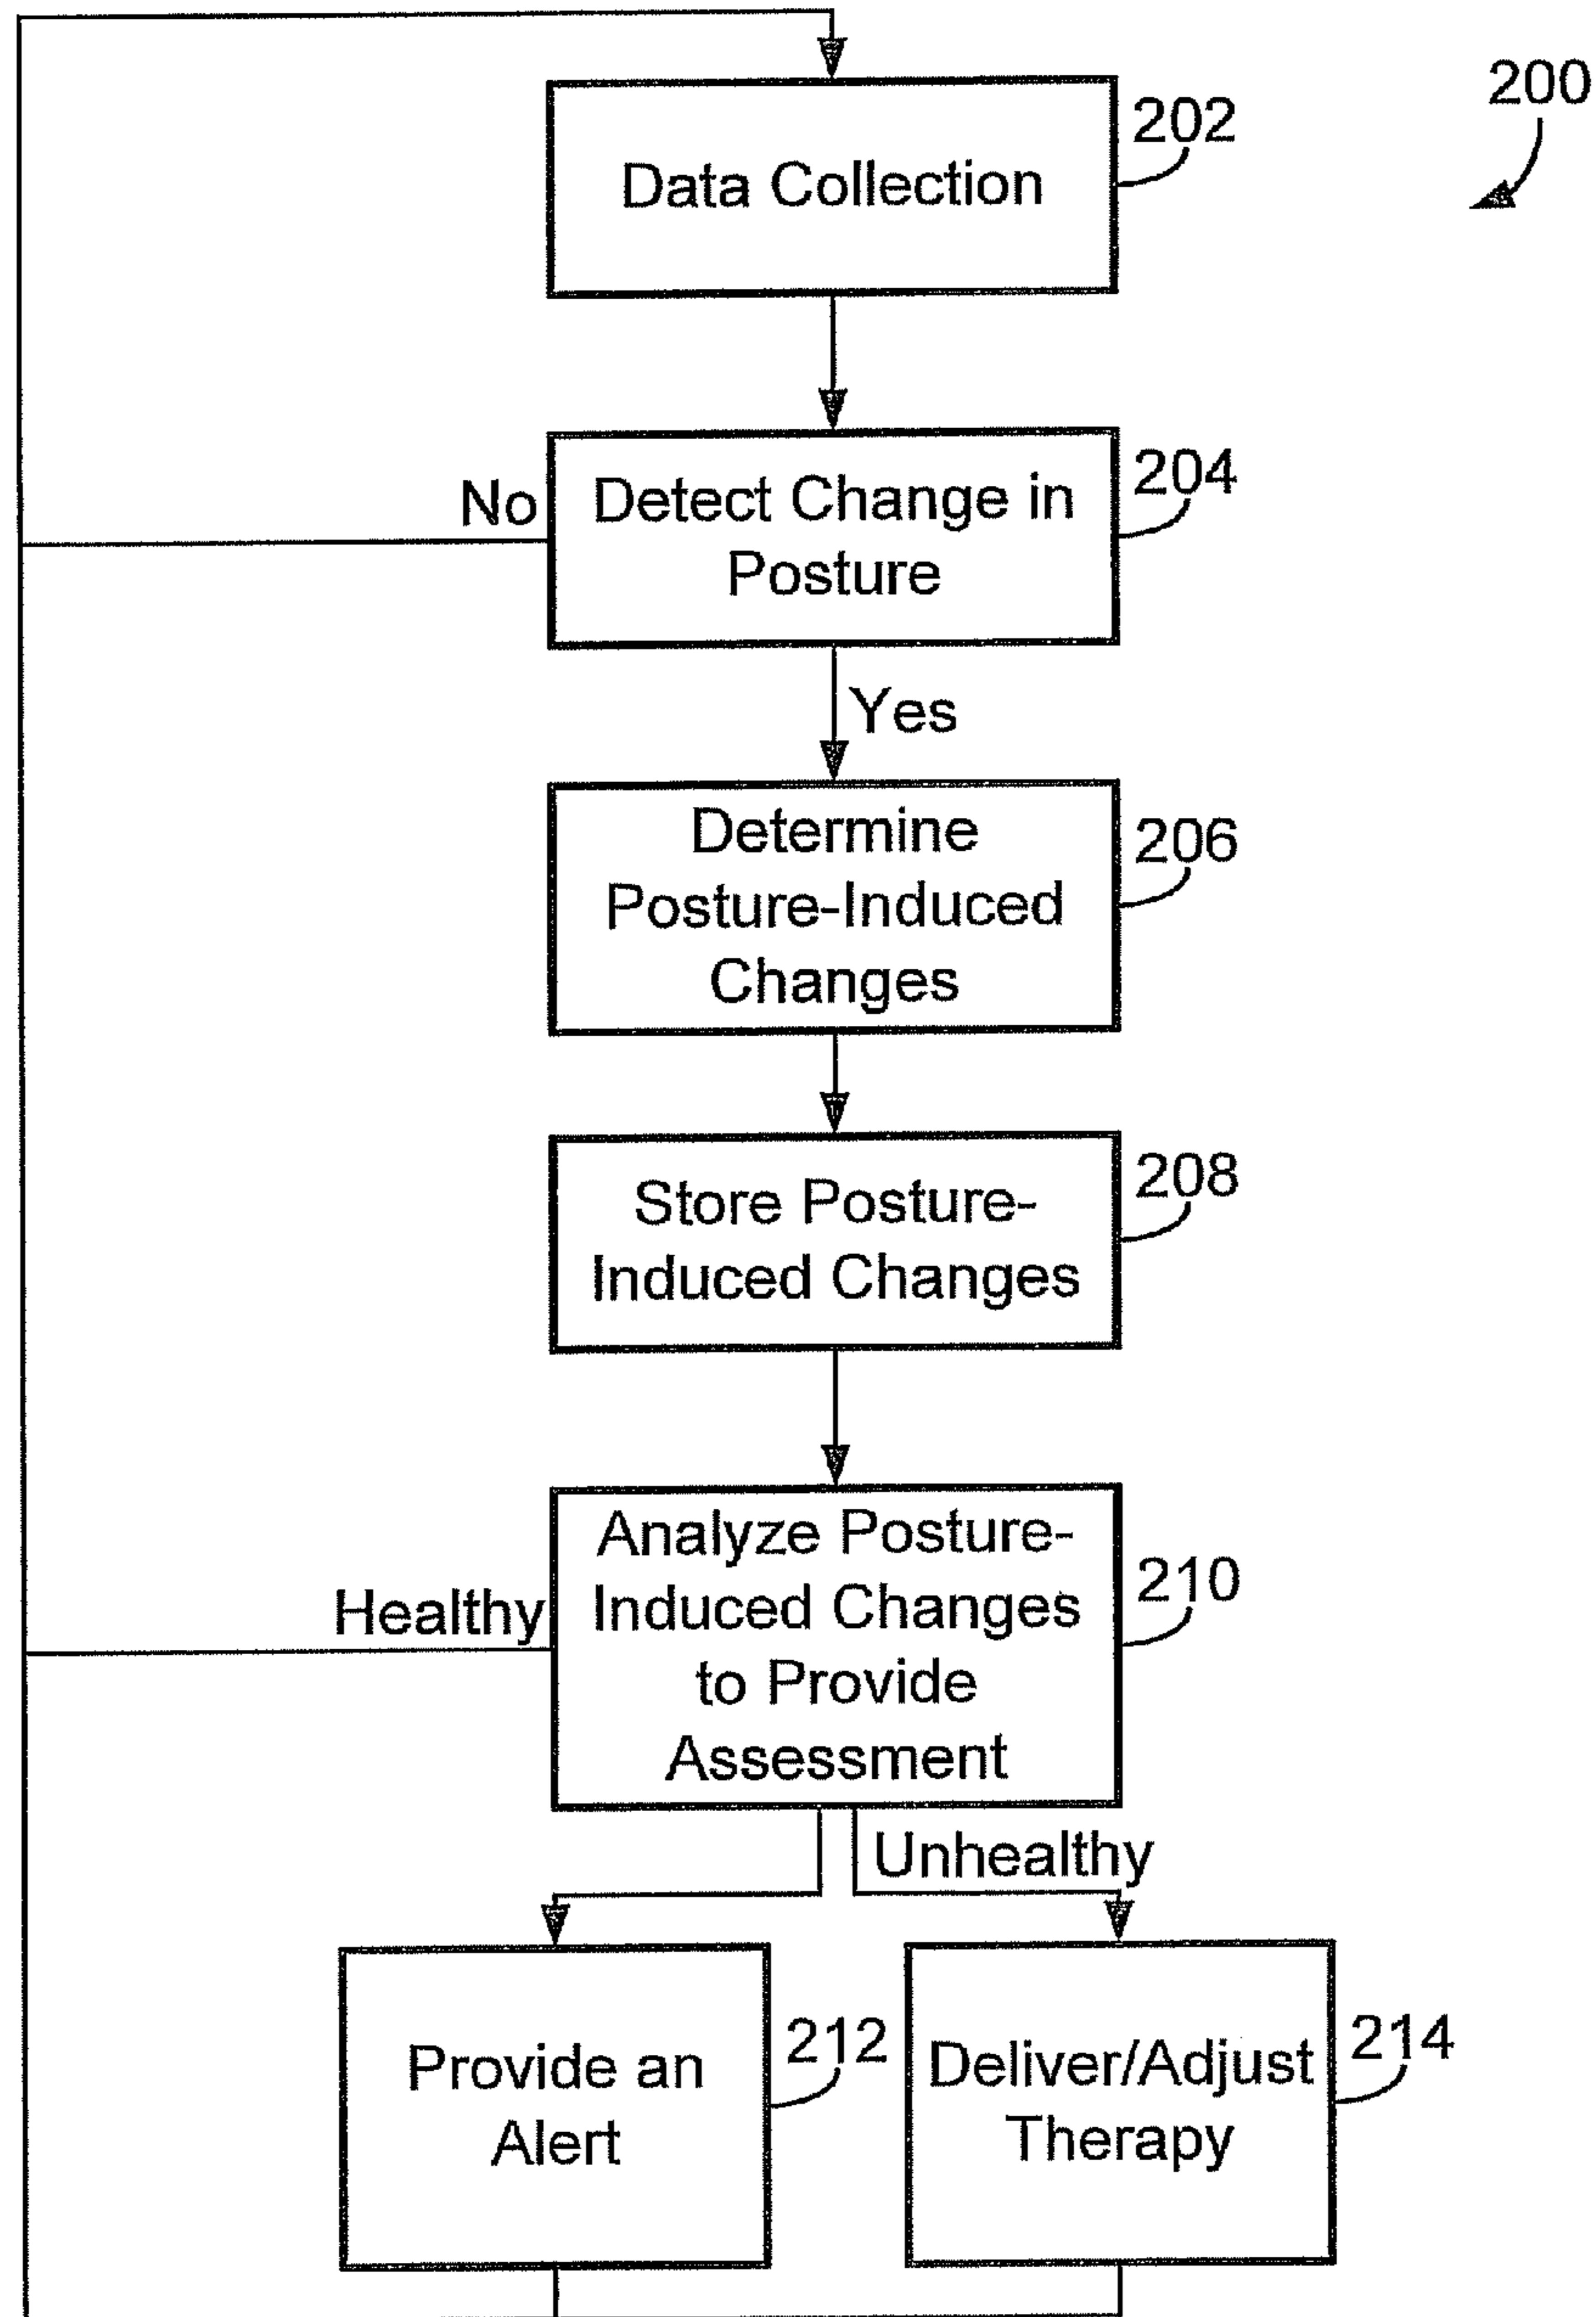 200
202
Data Collection
204
No
Detect Change in
Posture
Yes
206
Determine
Posture-Induced
Changes
208
Store Posture-
Induced Changes
210
Healthy
Analyze Posture-
Induced Changes
to Provide
Assessment
Unhealthy
212
Provide an
Alert
214
Deliver/Adjust
Therapy